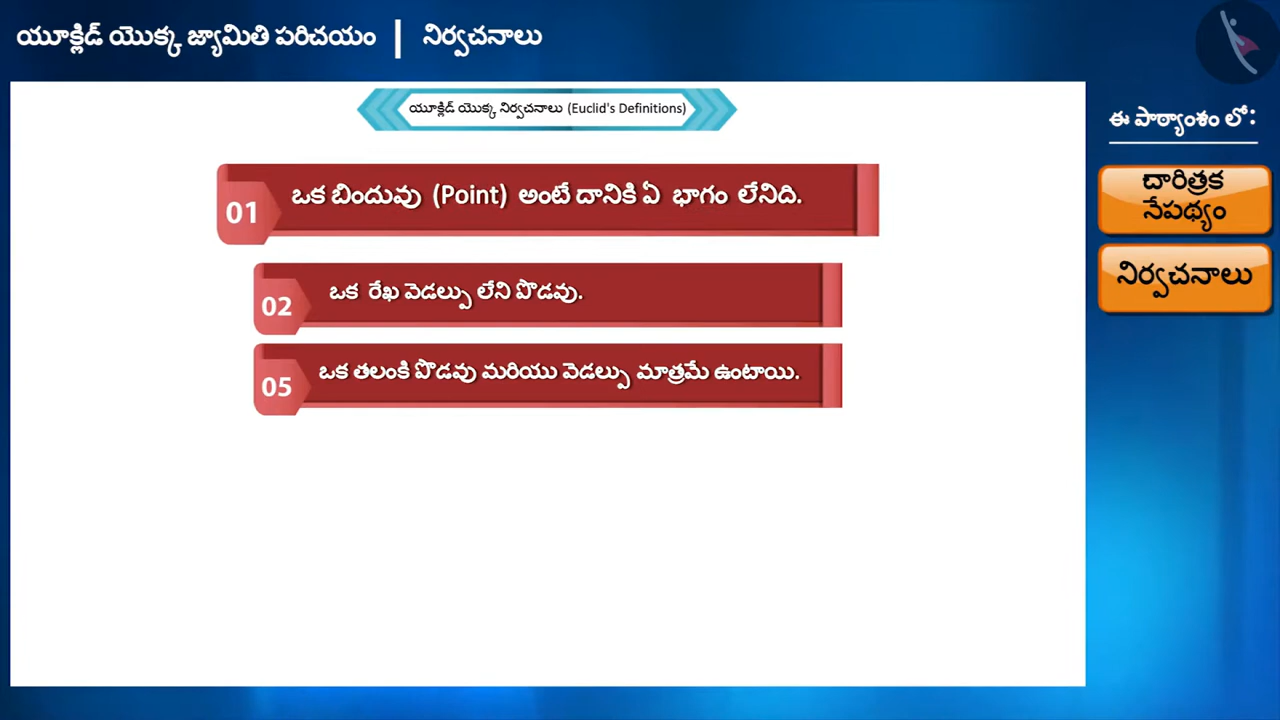 యూక్లిడ్ యొక్క జ్యామితి పరిచయం | నిర్వచనాలు
యూక్లిడ్ యొక్క నిర్వచనాలు (Euclid's Definitions)
01 ఒక బిందువు (Point) అంటే దానికి ఏ భాగం లేనిది.
02 ఒక రేఖ వెడల్పు లేని పొడవు.
05 ఒక తలంకి పొడవు మరియు వెడల్పు మాత్రమే ఉంటాయి.
ఈ పాఠ్యాంశం లో:
దారిత్రక
నేపథ్యం
నిర్వచనాలు